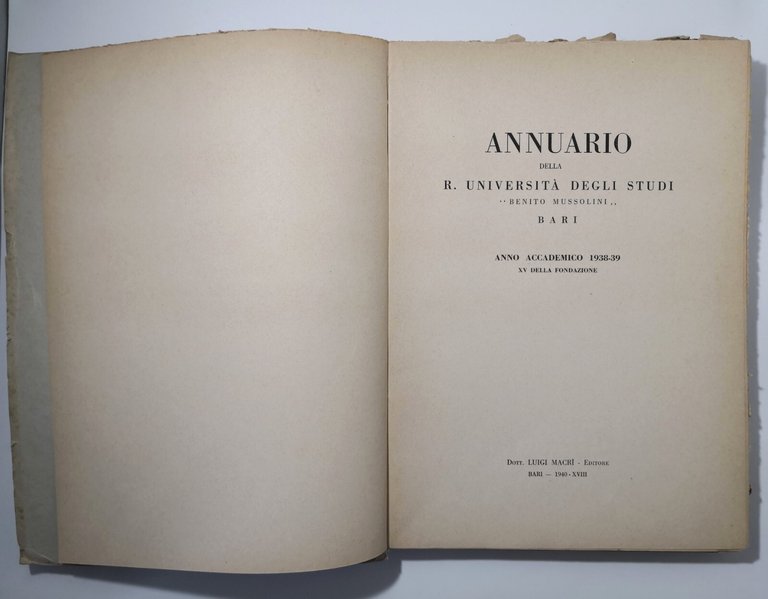 ANNUARIO
DELLA
R. UNIVERSITÀ DEGLI STUDI
‘‘BENITO MUSSOLINI,,
BARI
ANNO ACCADEMICO 1938-39
XV DELLA FONDAZIONE
Dott. LUIGI MACRÌ - Editore
BARI — 1940-XVIII